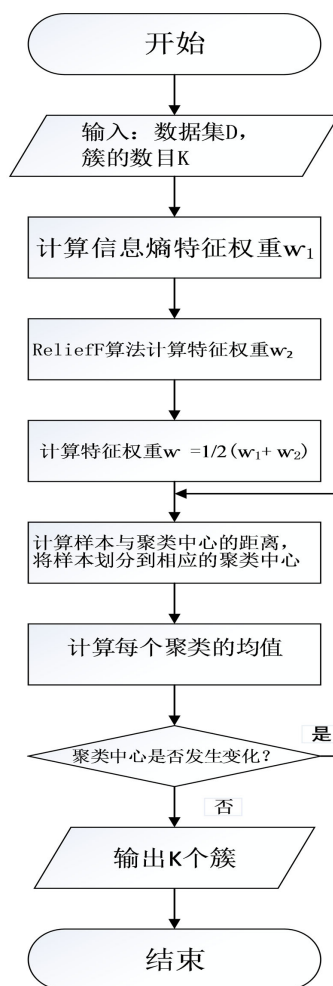 开始
输入：数据集D，
簇的数目K
计算信息熵特征权重w₁
ReliefF算法计算特征权重w₂
计算特征权重w =1/2(w₁+ w₂)
计算样本与聚类中心的距离，
将样本划分到相应的聚类中心
计算每个聚类的均值
是
聚类中心是否发生变化？
否
输出K个簇
结束